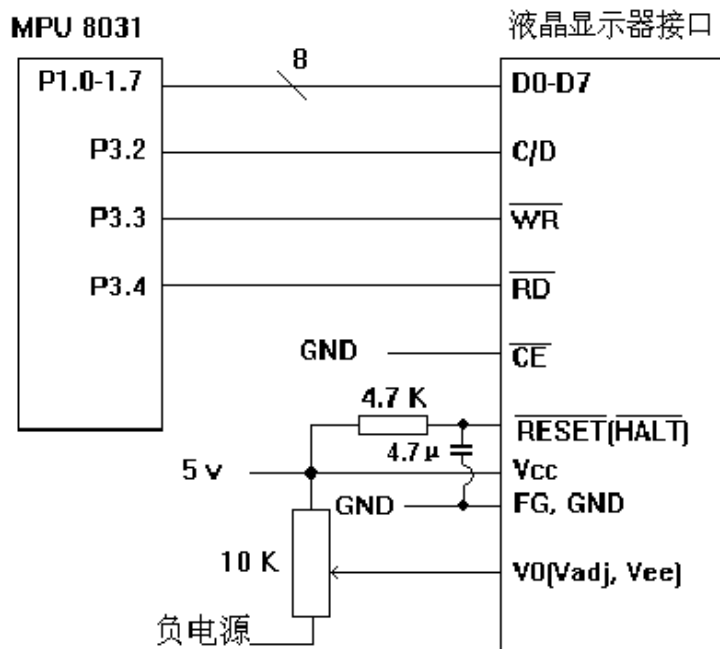 MPU 8031
液晶显示器接口
P1.0-1.7
8
D0-D7
P3.2
C/D
P3.3
WR
P3.4
RD
GND
CE
4.7 K
RESET(HALT)
4.7 μ
5 v
Vcc
GND
FG, GND
10 K
V0(Vadj, Vee)
负电源